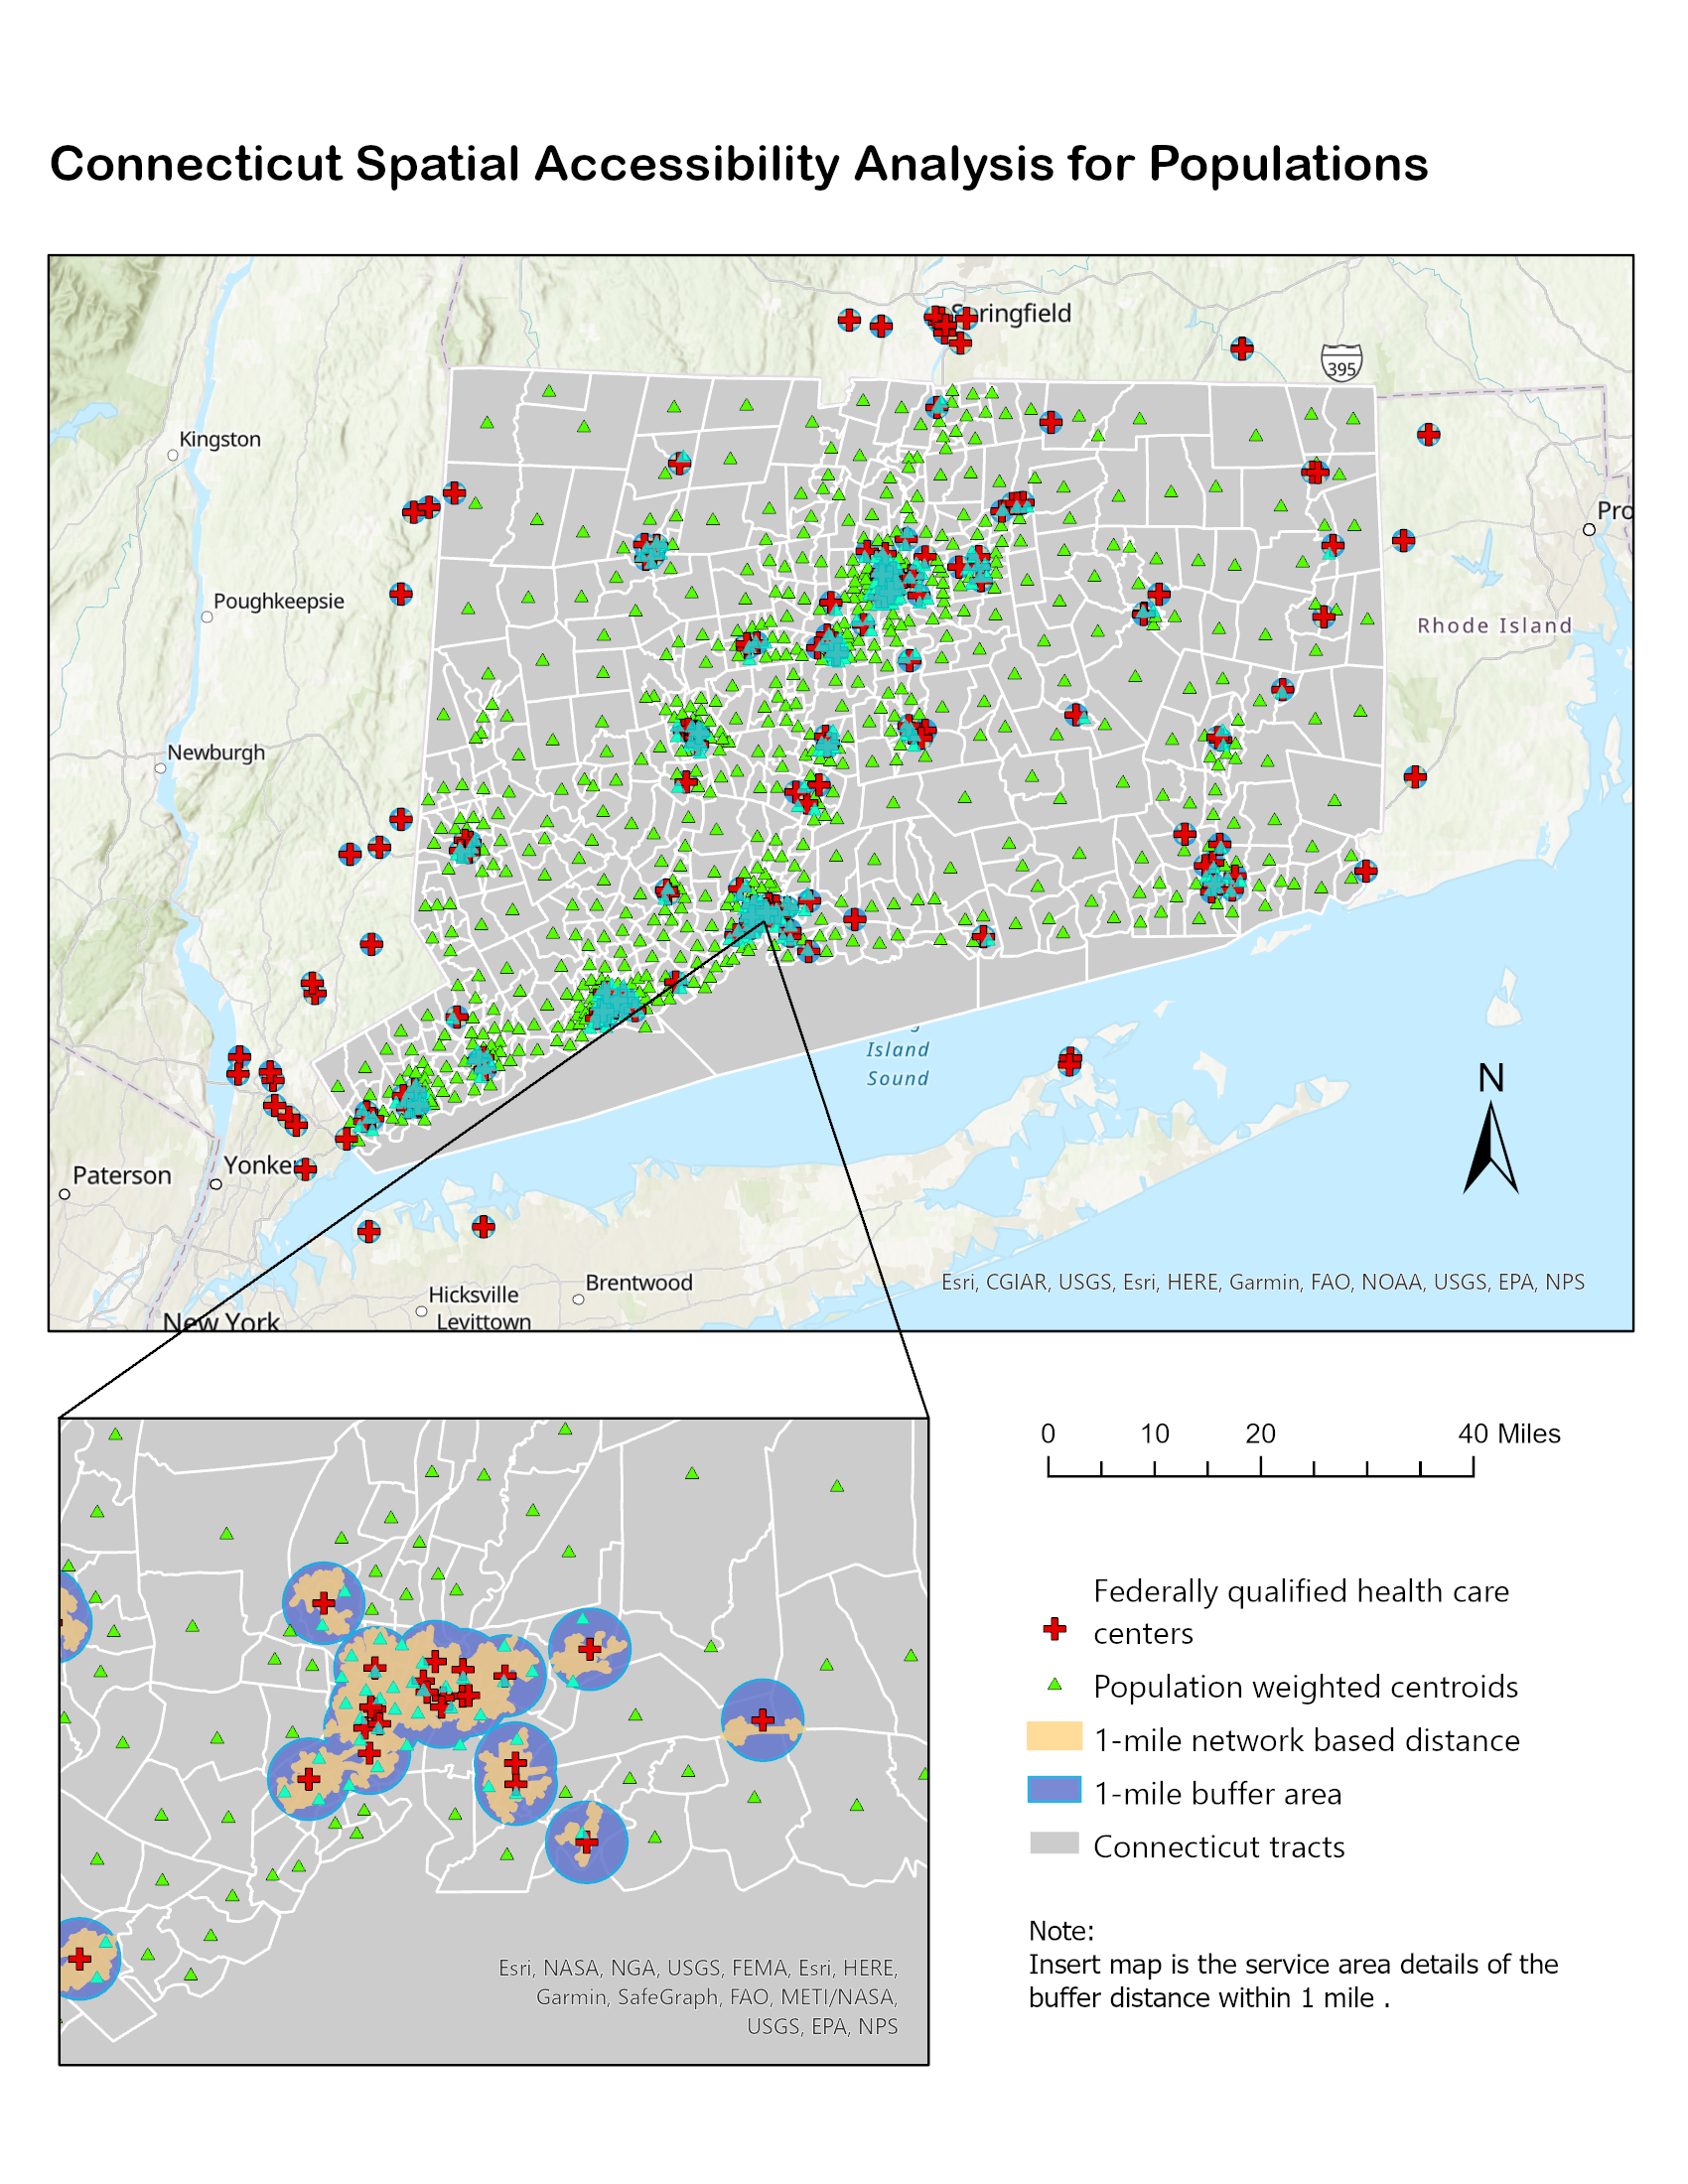 Connecticut Spatial Accessibility Analysis for Populations
ringfield
395
Kingston
Pro
Poughkeepsie
Rhode Island
Newburgh
Island
Sound
N
Paterson
Yonke
Esri, CGIAR, USGS, Esri, HERE, Garmin, FAO, NOAA, USGS, EPA, NPS
Brentwood
Hicksville
Levittown
New York
0 10 20 40 Miles
Federally qualified health care
centers
Population weighted centroids
1-mile network based distance
1-mile buffer area
Connecticut tracts
Note:
Insert map is the service area details of the
buffer distance within 1 mile .
Esri, NASA, NGA, USGS, FEMA, Esri, HERE,
Garmin, SafeGraph, FAO, METI/NASA,
USGS, EPA, NPS